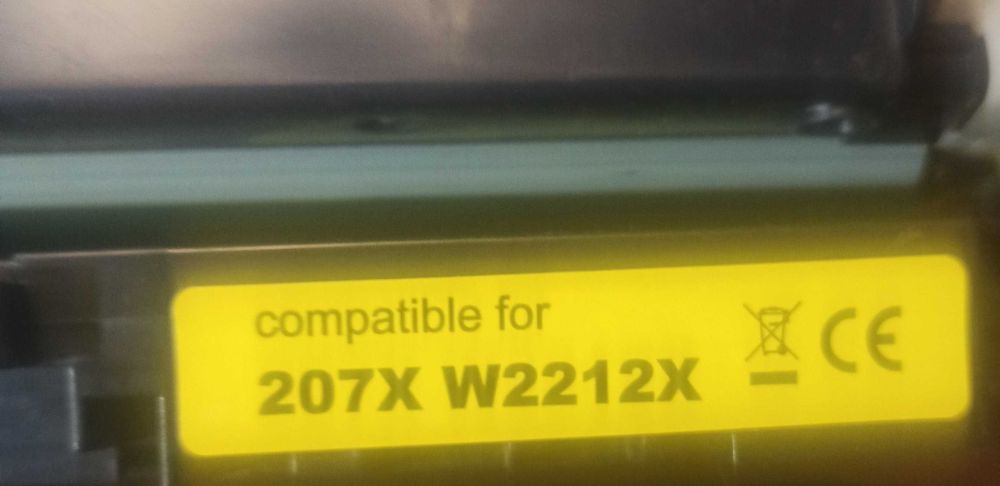 compatible for
207X W2212X
CE